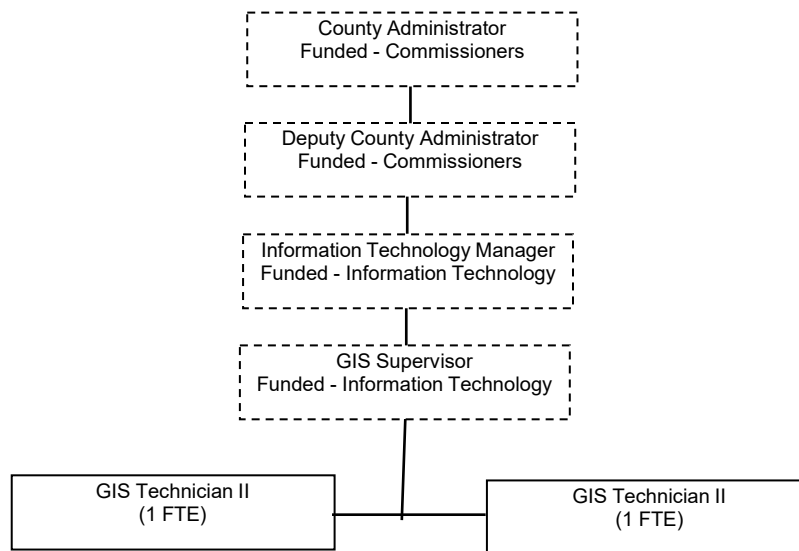 County Administrator
Funded - Commissioners
Deputy County Administrator
Funded - Commissioners
Information Technology Manager
Funded - Information Technology
GIS Supervisor
Funded - Information Technology
GIS Technician II
(1 FTE)
GIS Technician II
(1 FTE)